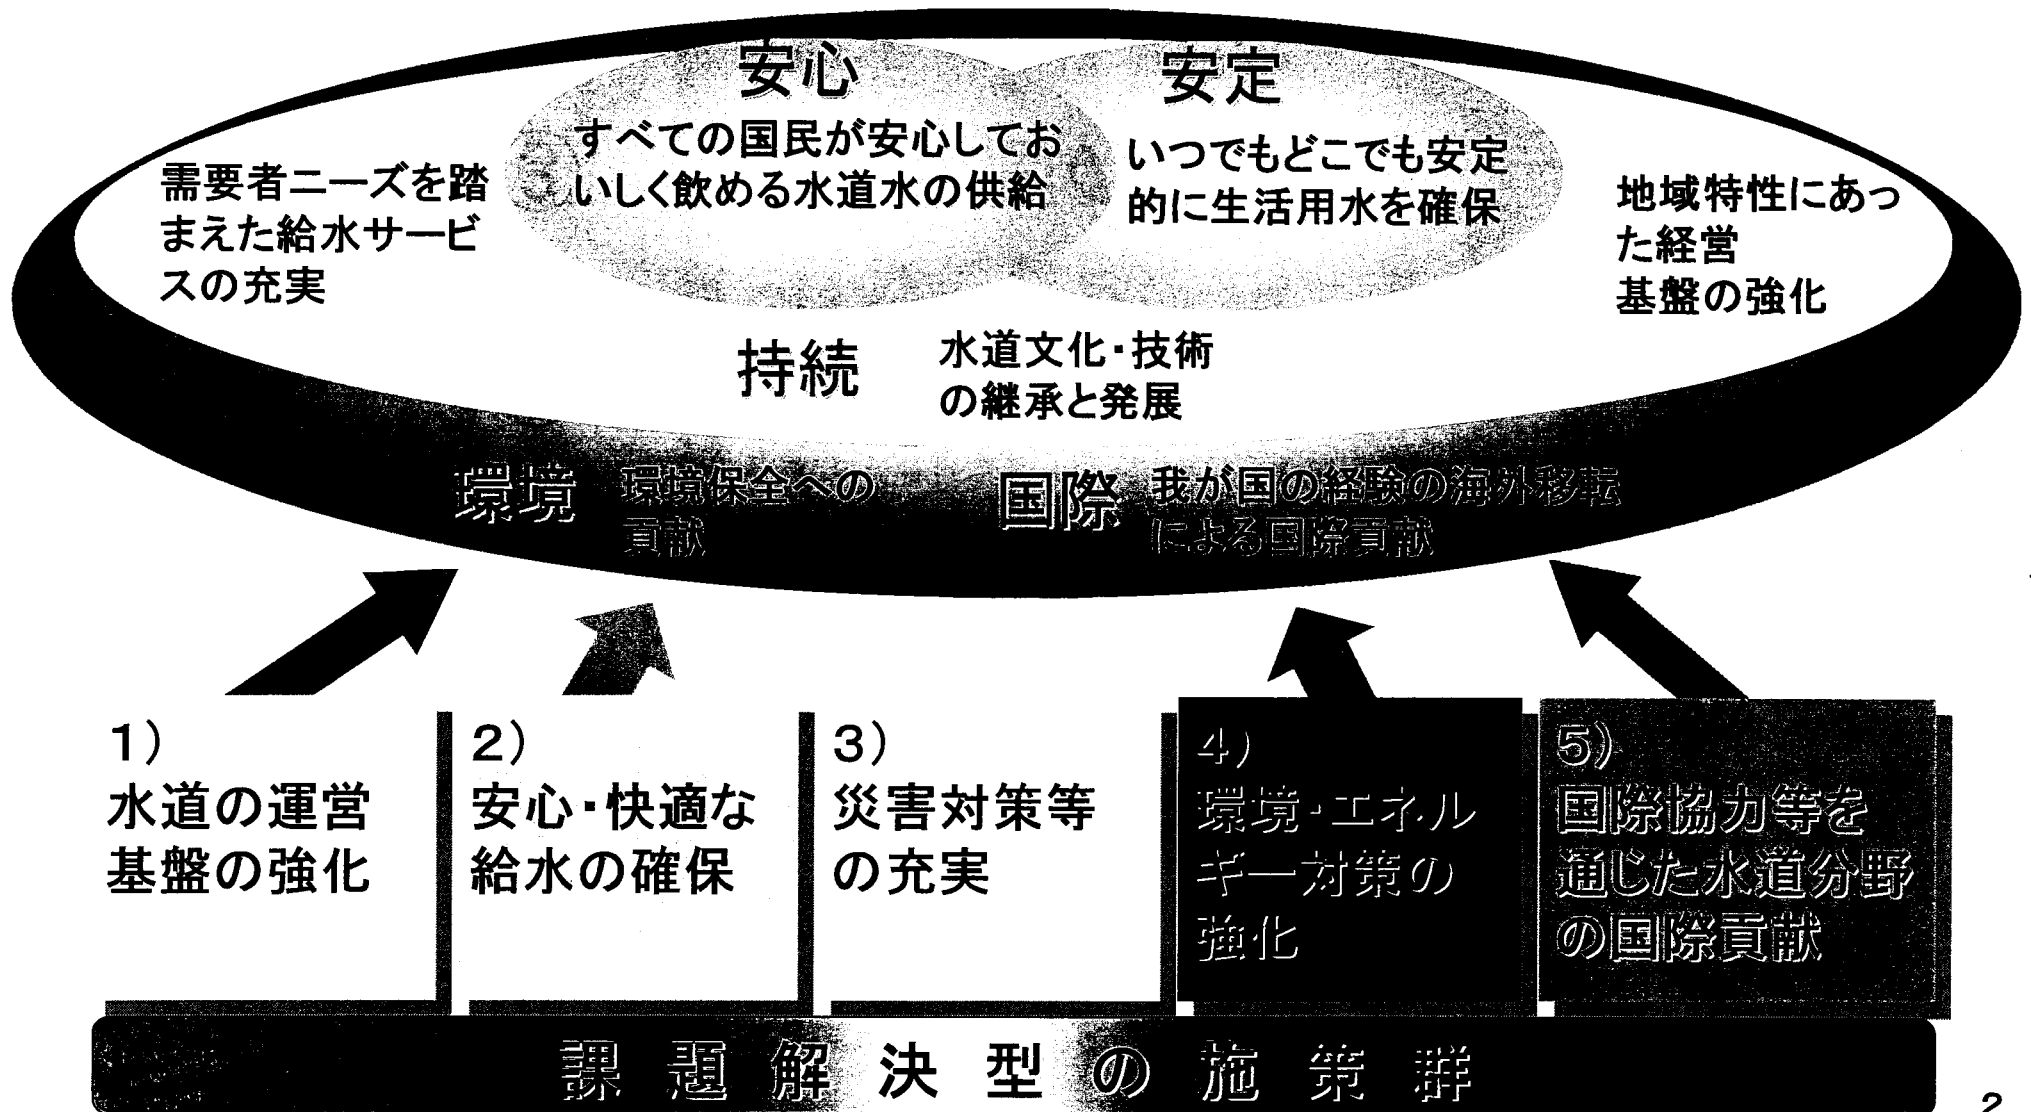 安心
すべての国民が安心してお
いしく飲める水道水の供給
安定
いつでもどこでも安定
的に生活用水を確保
需要者ニーズを踏
まえた給水サービ
スの充実
地域特性にあっ
た経営
基盤の強化
持続
水道文化・技術
の継承と発展
環境
環境保全への
貢献
国際
我が国の経験の海外移転
による国際貢献
1）
水道の運営
基盤の強化
2）
安心・快適な
給水の確保
3）
災害対策等
の充実
4）
環境・エネル
ギー対策の
強化
5）
国際協力等を
通じた水道分野
の国際貢献
課題解決型の施策群
2